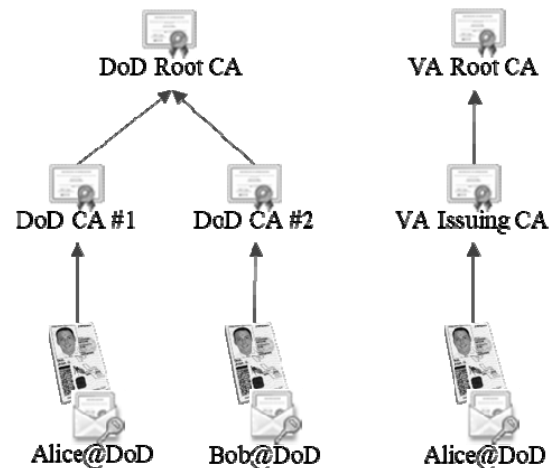 DoD Root CA
VA Root CA
DoD CA #1
DoD CA #2
VA Issuing CA
Alice@DoD
Bob@DoD
Alice@DoD